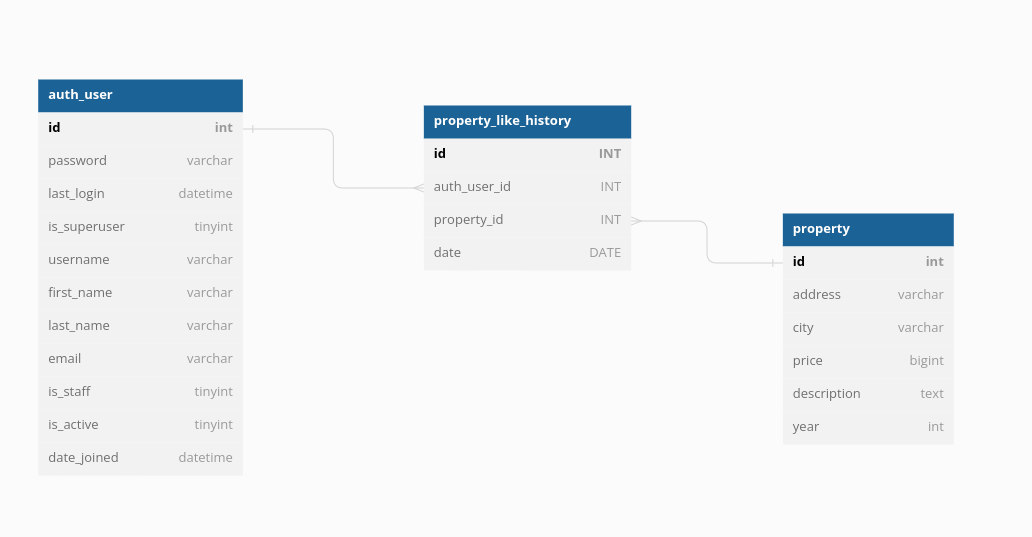 auth_user
id int
password varchar
last_login datetime
is_superuser tinyint
username varchar
first_name varchar
last_name varchar
email varchar
is_staff tinyint
is_active tinyint
date_joined datetime
property_like_history
id INT
auth_user_id INT
property_id INT
date DATE
property
id int
address varchar
city varchar
price bigint
description text
year int